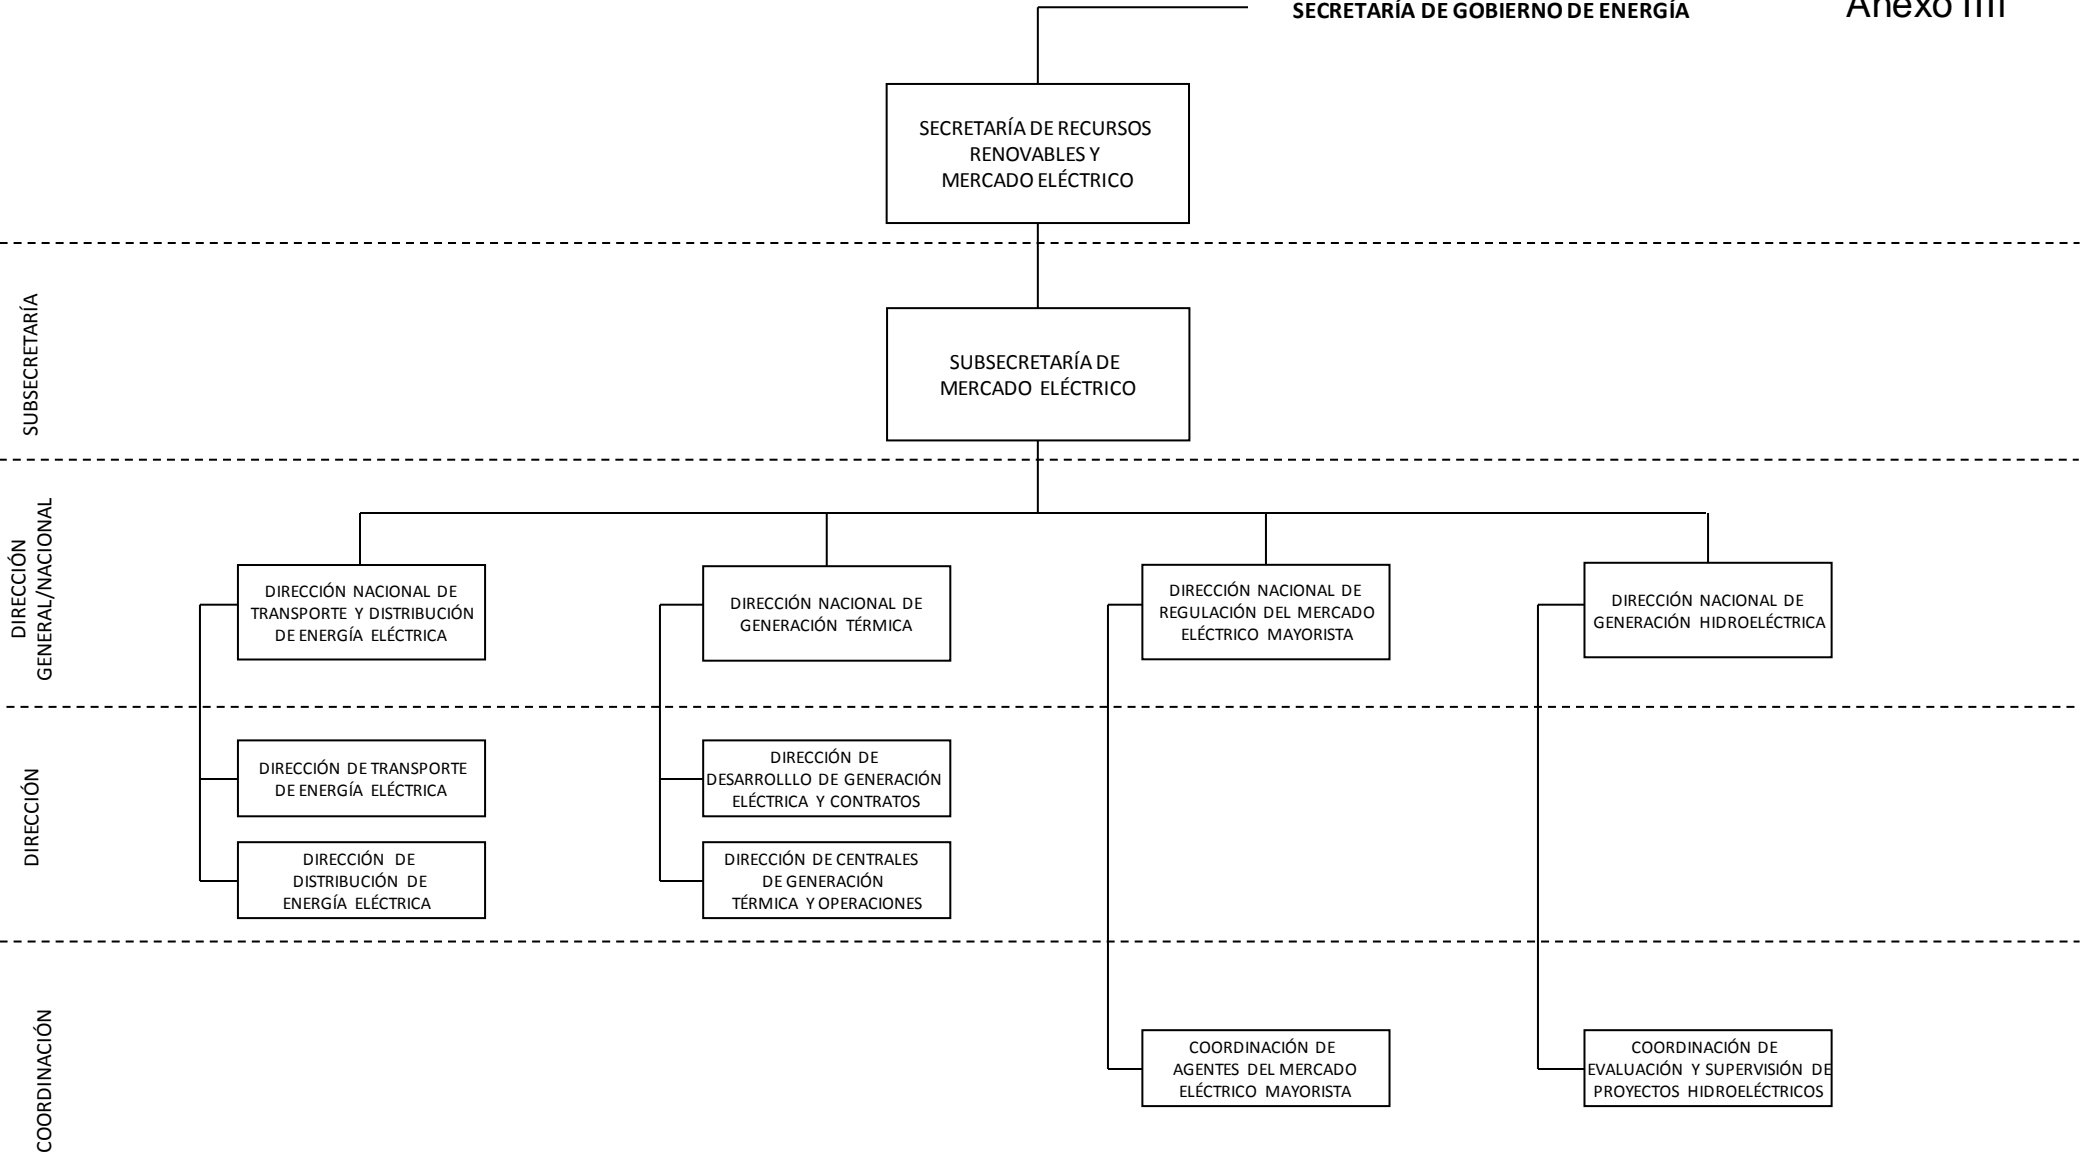 SECRETARÍA DE GOBIERNO DE ENERGÍA
Anexo IIII
SECRETARÍA DE RECURSOS
RENOVABLES Y
MERCADO ELÉCTRICO
SUBSECRETARÍA
SUBSECRETARÍA DE
MERCADO ELÉCTRICO
DIRECCIÓN
GENERAL/NACIONAL
DIRECCIÓN NACIONAL DE
TRANSPORTE Y DISTRIBUCIÓN
DE ENERGÍA ELÉCTRICA
DIRECCIÓN NACIONAL DE
GENERACIÓN TÉRMICA
DIRECCIÓN NACIONAL DE
REGULACIÓN DEL MERCADO
ELÉCTRICO MAYORISTA
DIRECCIÓN NACIONAL DE
GENERACIÓN HIDROELÉCTRICA
DIRECCIÓN
DIRECCIÓN DE TRANSPORTE
DE ENERGÍA ELÉCTRICA
DIRECCIÓN DE
DESARROLLLO DE GENERACIÓN
ELÉCTRICA Y CONTRATOS
DIRECCIÓN DE
DISTRIBUCIÓN DE
ENERGÍA ELÉCTRICA
DIRECCIÓN DE CENTRALES
DE GENERACIÓN
TÉRMICA Y OPERACIONES
COORDINACIÓN
COORDINACIÓN DE
AGENTES DEL MERCADO
ELÉCTRICO MAYORISTA
COORDINACIÓN DE
EVALUACIÓN Y SUPERVISIÓN DE
PROYECTOS HIDROELÉCTRICOS